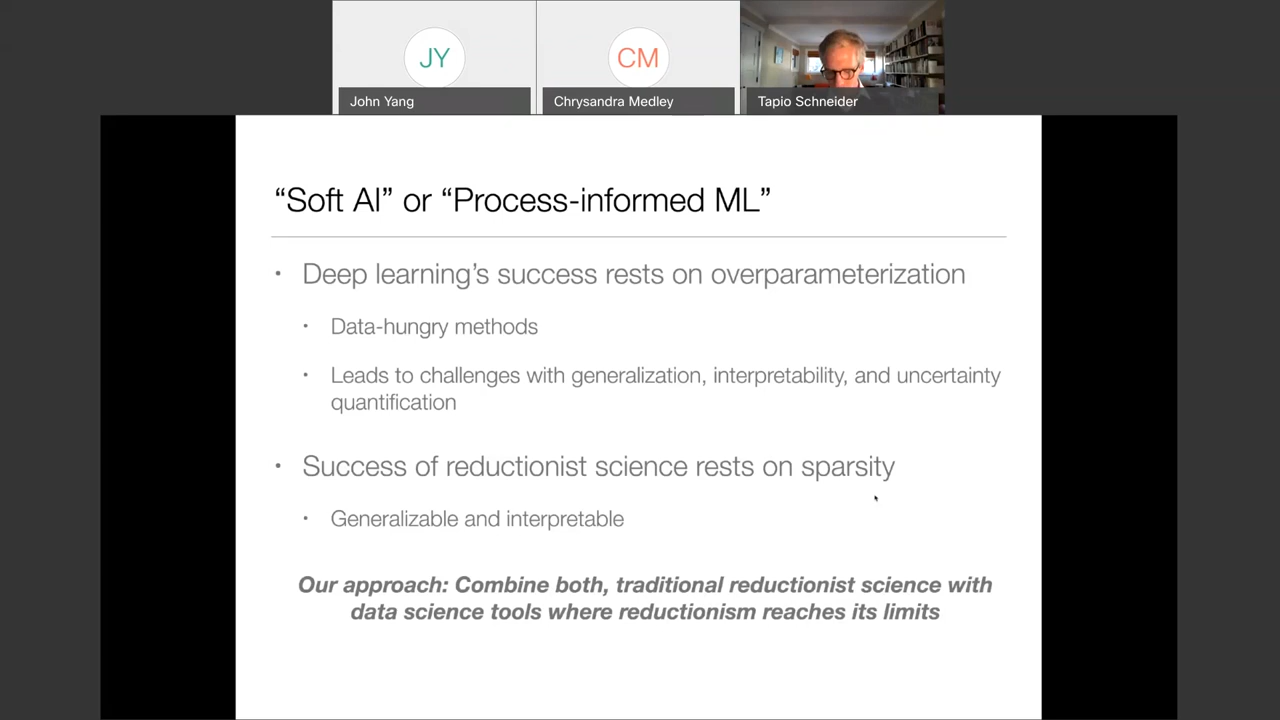 JY
CM
John Yang
Chrysandra Medley
Tapio Schneider
“Soft AI” or “Process-informed ML”
• Deep learning’s success rests on overparameterization
• Data-hungry methods
• Leads to challenges with generalization, interpretability, and uncertainty
quantification
• Success of reductionist science rests on sparsity
• Generalizable and interpretable
Our approach: Combine both, traditional reductionist science with
data science tools where reductionism reaches its limits